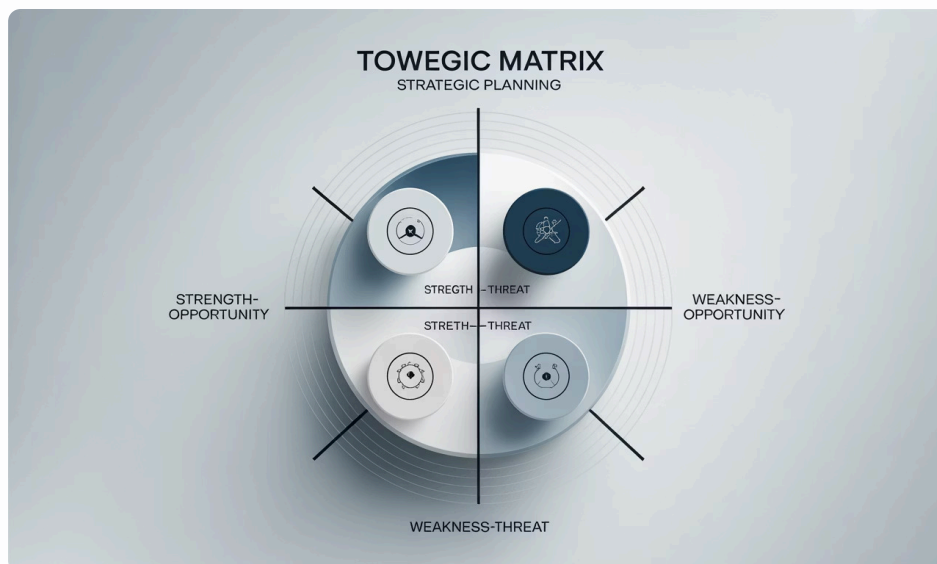 TOWEGIC MATRIX
STRATEGIC PLANNING
STREGTH –THREAT
STRENGTH-
OPPORTUNITY
WEAKNESS-
OPPORTUNITY
STRETH––THREAT
WEAKNESS-THREAT